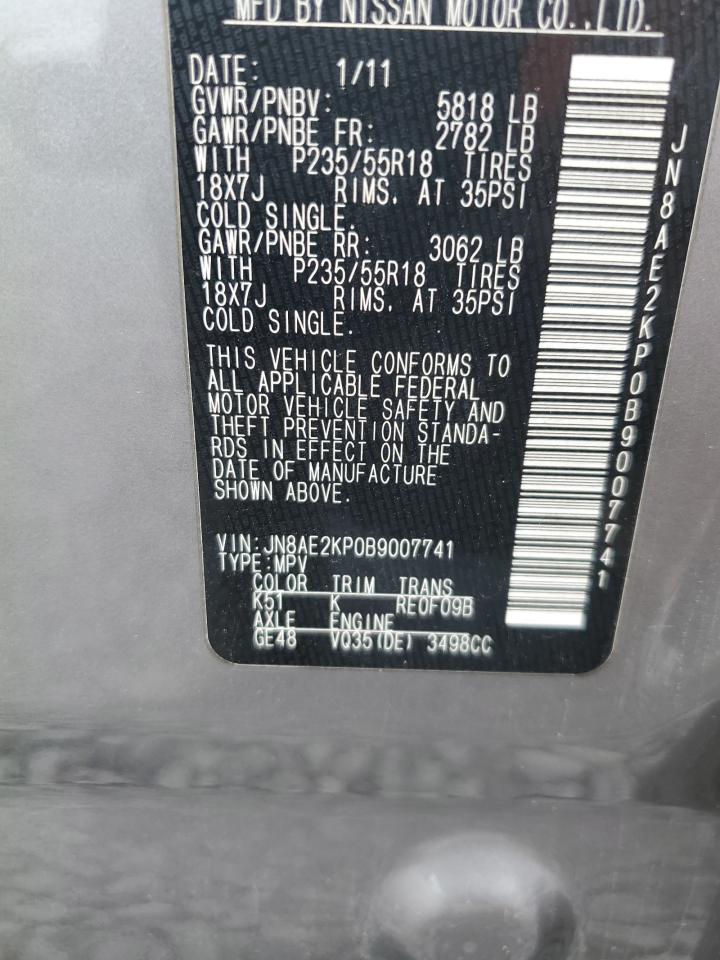 MFD BY NISSAN MOTOR CO.,LTD.
DATE: 1/11
GVWR/PNBV: 5818 LB
GAWR/PNBE FR: 2782 LB
WITH P235/55R18 TIRES
18X7J RIMS, AT 35PSI
COLD SINGLE.
GAWR/PNBE RR: 3062 LB
WITH P235/55R18 TIRES
18X7J RIMS, AT 35PSI
COLD SINGLE.
THIS VEHICLE CONFORMS TO
ALL APPLICABLE FEDERAL
MOTOR VEHICLE SAFETY AND
THEFT PREVENTION STANDA-
RDS IN EFFECT ON THE
DATE OF MANUFACTURE
SHOWN ABOVE.
VIN:JN8AE2KP0B9007741
TYPE:MPV
COLOR TRIM TRANS
K51 K RE0F09B
AXLE ENGINE
GE48 VQ35(DE) 3498CC
JN8AE2KP0B9007741